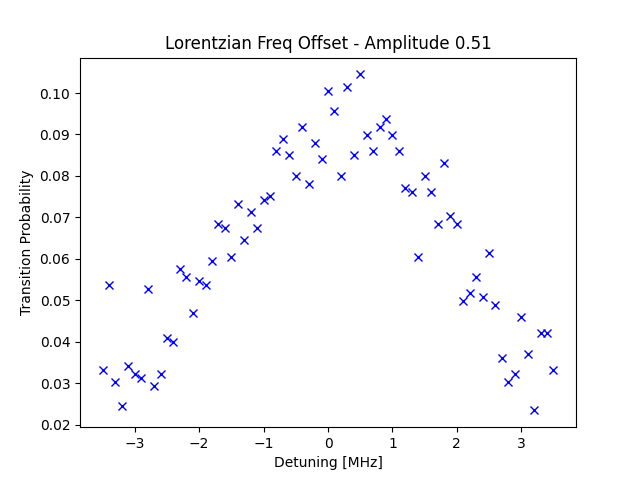 Lorentzian Freq Offset - Amplitude 0.51
Transition Probability
0.10
0.09
0.08
0.07
0.06
0.05
0.04
0.03
0.02
−3 −2 −1 0 1 2 3
Detuning [MHz]